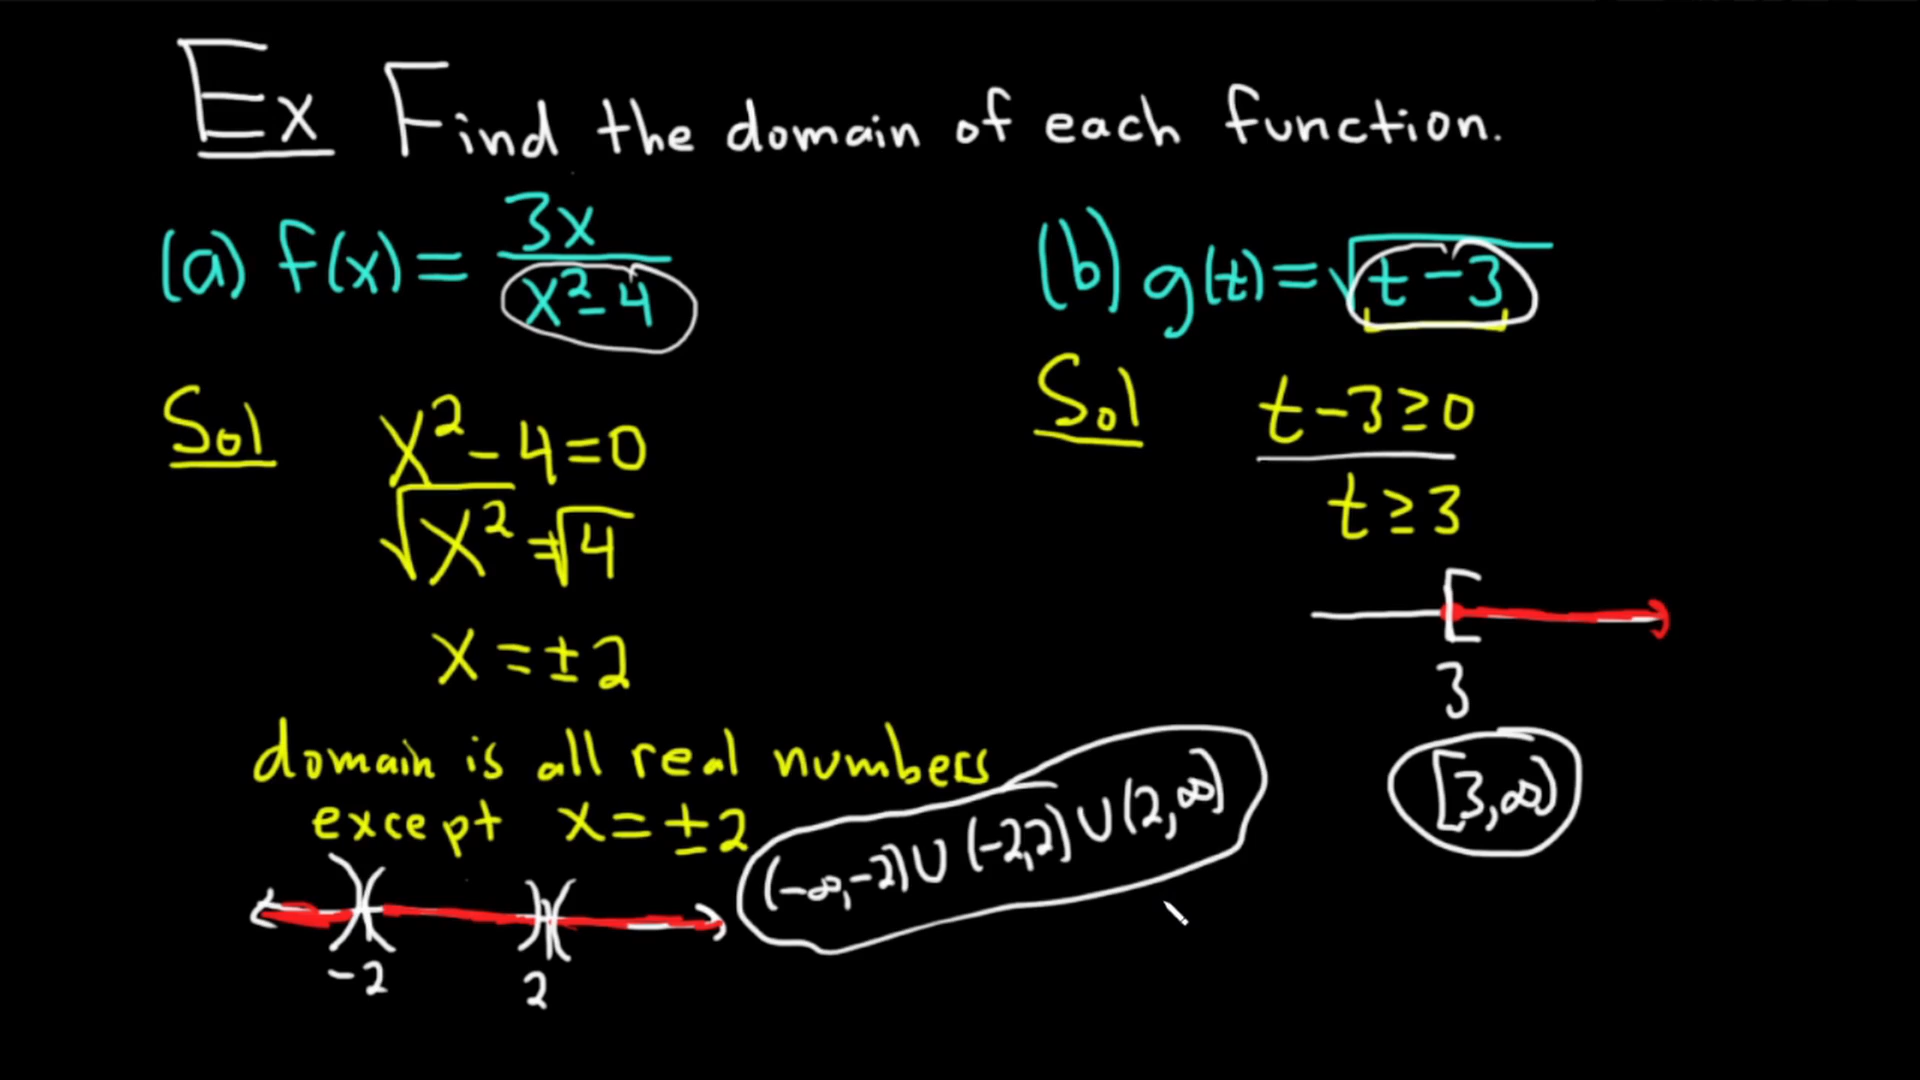 Ex Find the domain of each function.
(a) f(x) = 3x / x² - 4
Sol x² - 4 = 0
√x² = ±√4
x = ±2
domain is all real numbers
except x = ±2
-2 2
(-∞,-2) ∪ (-2,2) ∪ (2,∞)
(b) g(t) = √t - 3
Sol t - 3 ≥ 0
t ≥ 3
3
[3,∞)